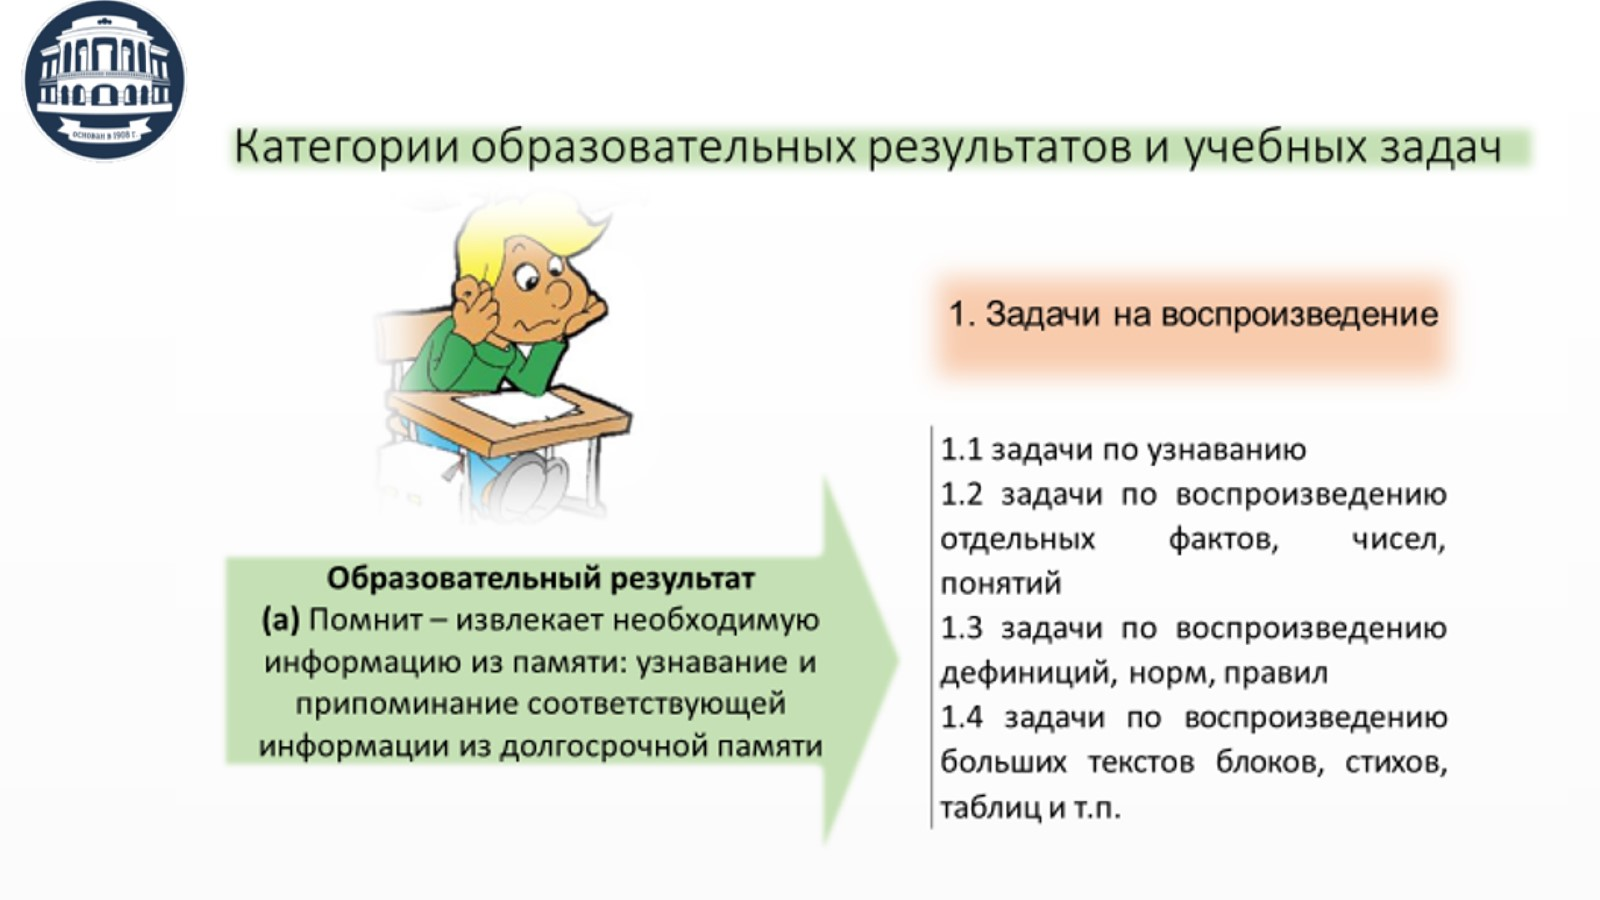 основан в 1908 г.
Категории образовательных результатов и учебных задач
1. Задачи на воспроизведение
Образовательный результат
(а) Помнит – извлекает необходимую
информацию из памяти: узнавание и
припоминание соответствующей
информации из долгосрочной памяти
1.1 задачи по узнаванию
1.2 задачи по воспроизведению
отдельных фактов, чисел,
понятий
1.3 задачи по воспроизведению
дефиниций, норм, правил
1.4 задачи по воспроизведению
больших текстов блоков, стихов,
таблиц и т.п.